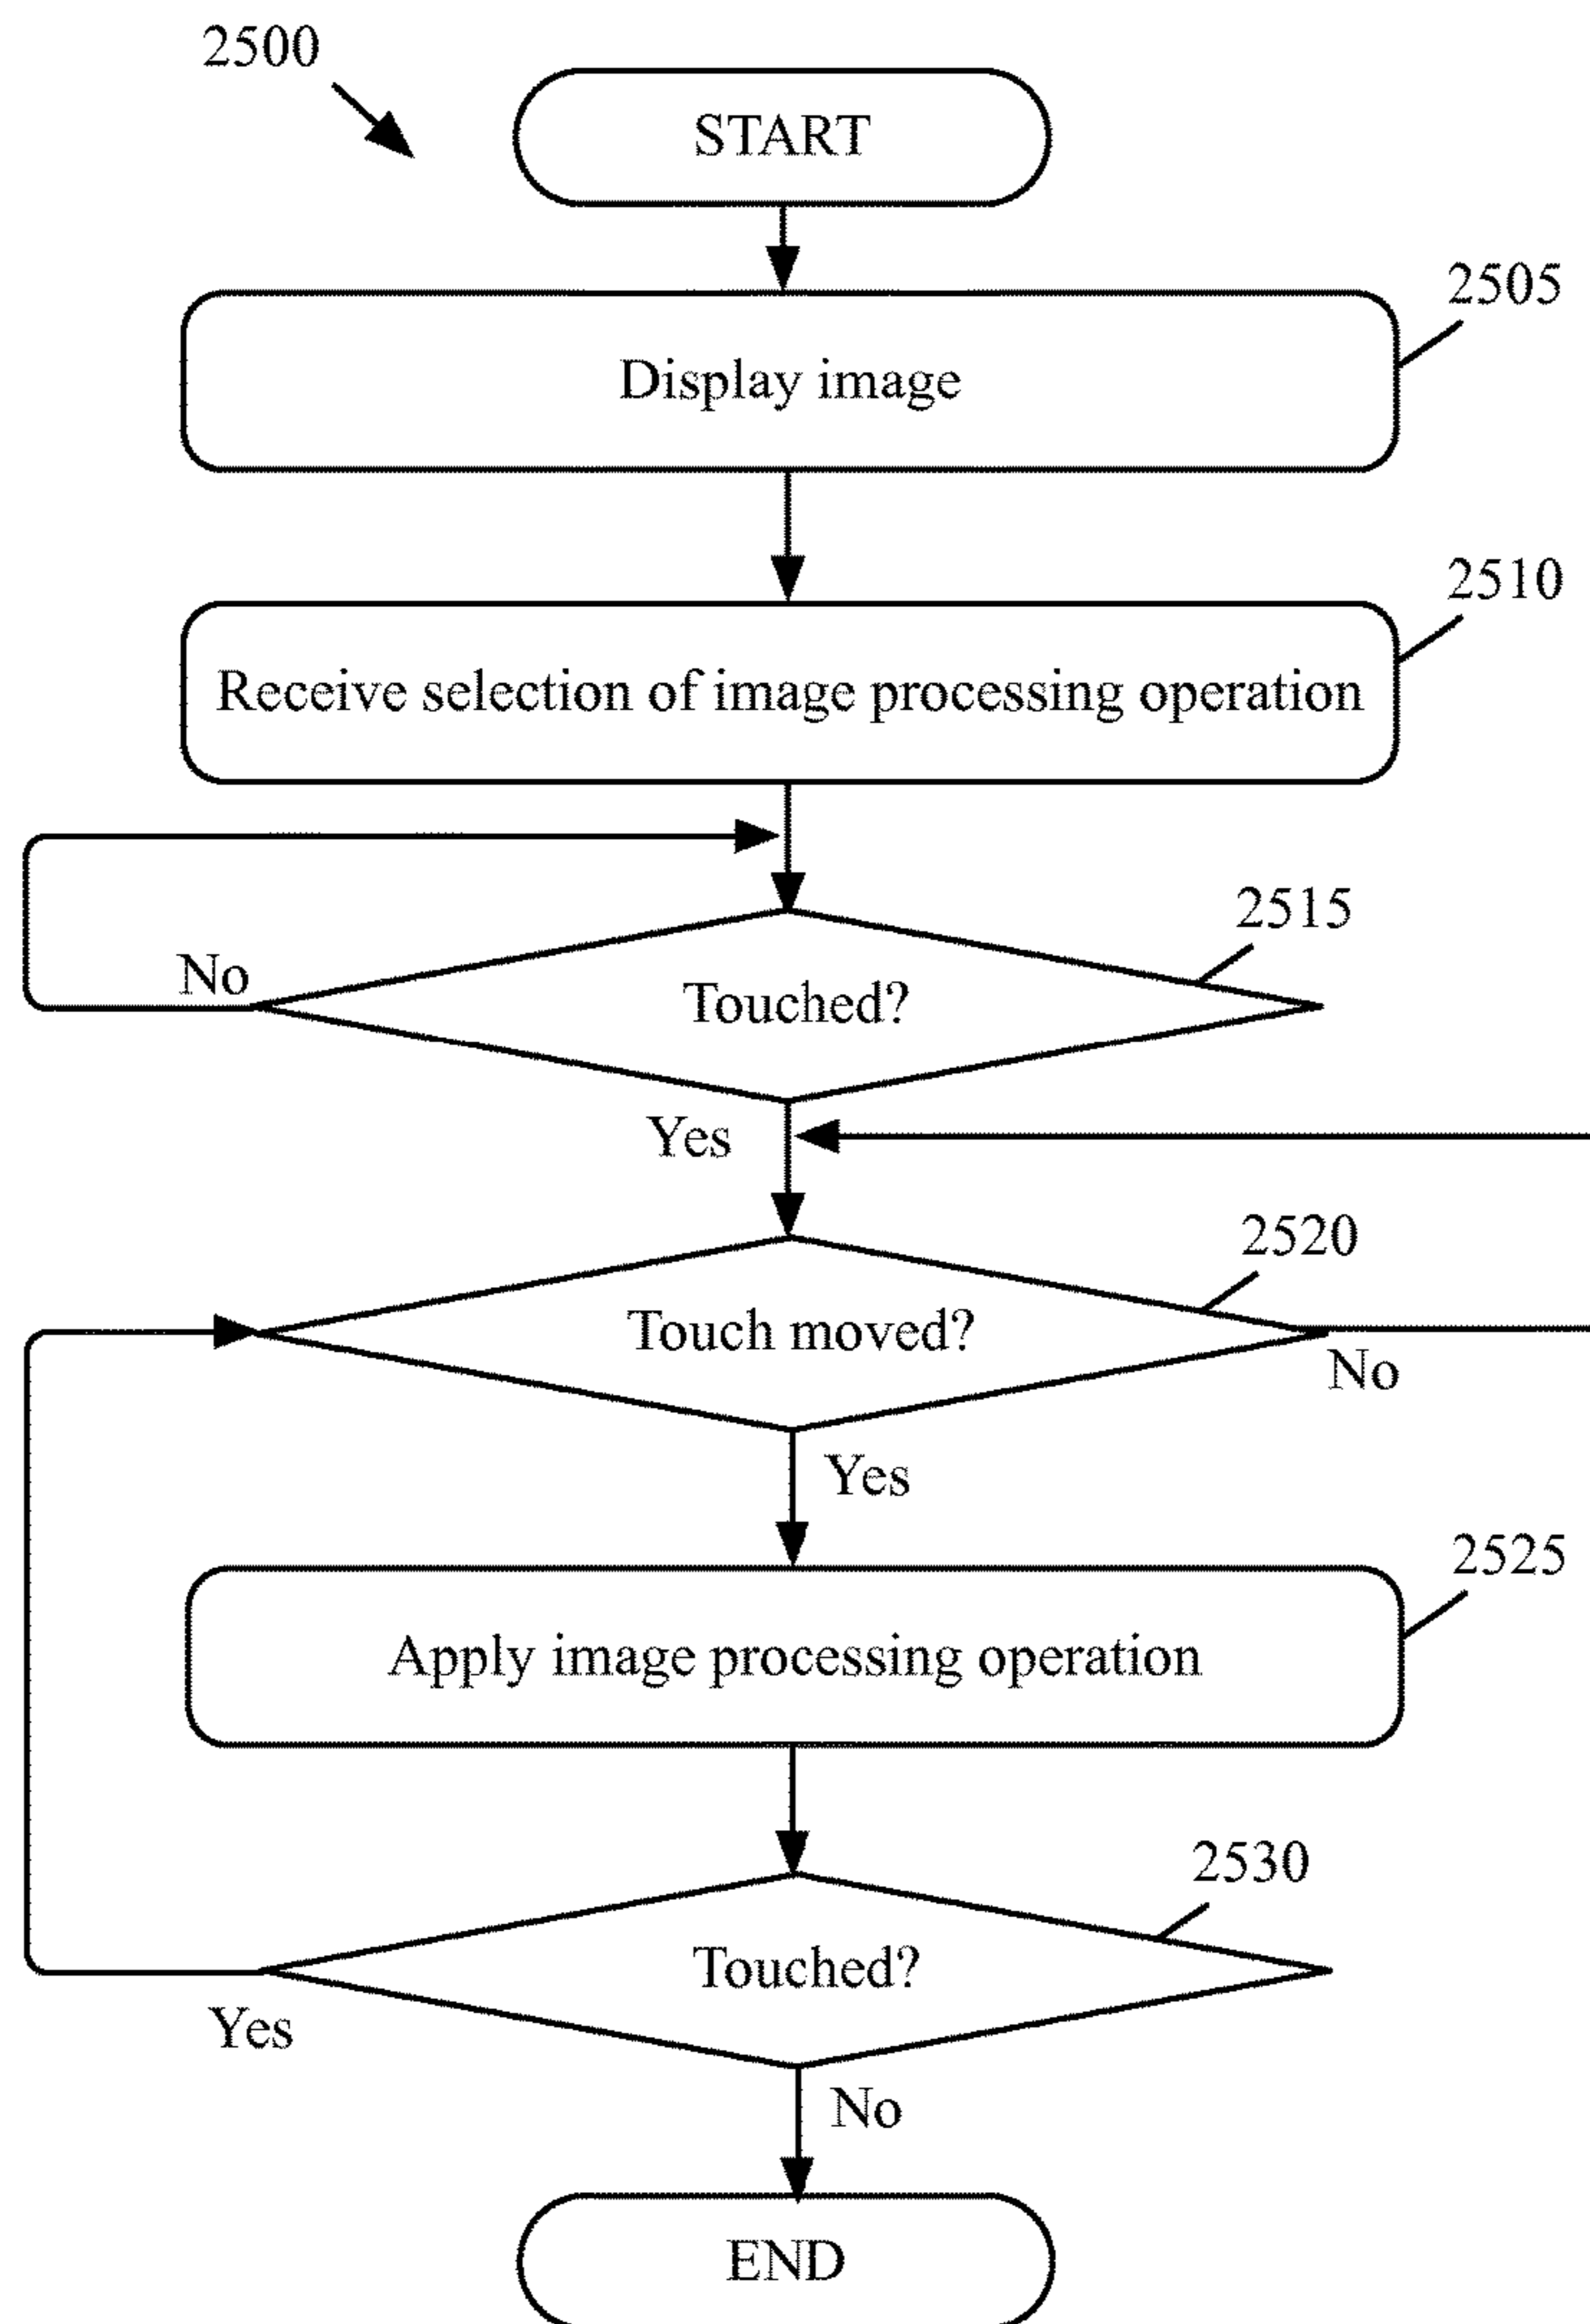 2500
START
2505
Display image
2510
Receive selection of image processing operation
2515
No
Touched?
Yes
2520
Touch moved?
No
Yes
2525
Apply image processing operation
2530
Touched?
Yes
No
END